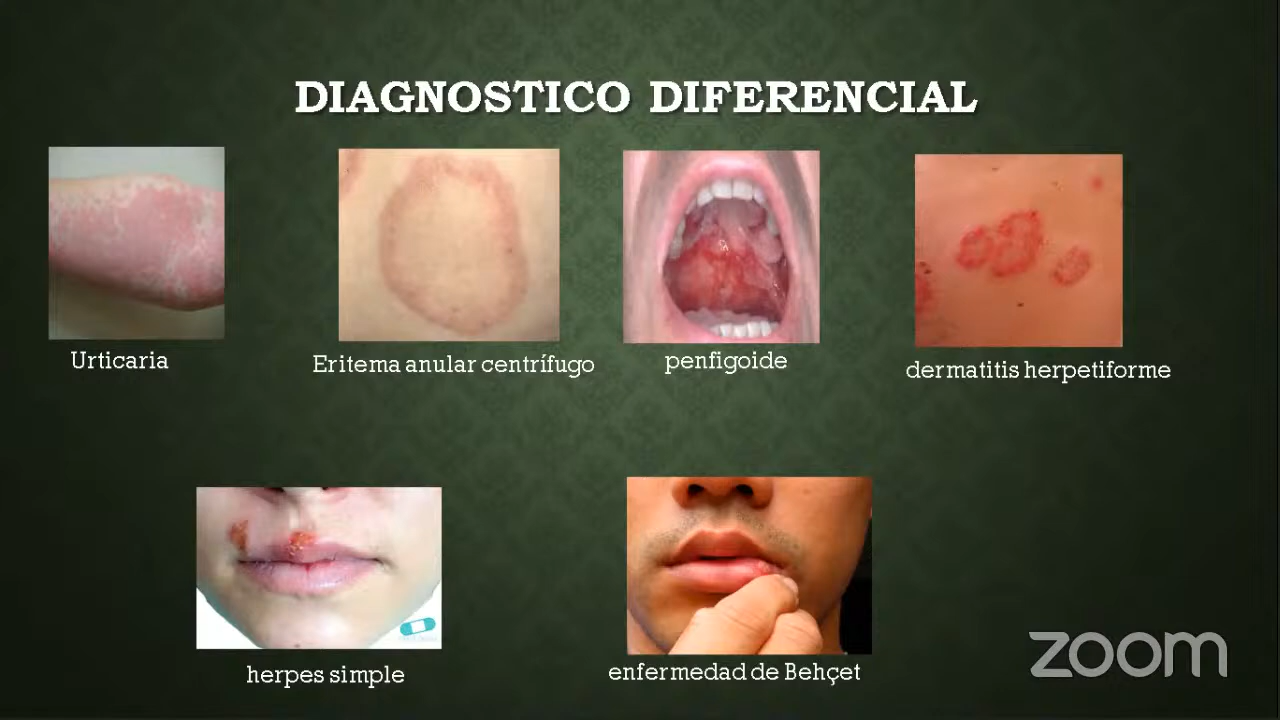 DIAGNOSTICO DIFERENCIAL
Urticaria
Eritema anular centrífugo
penfigoide
dermatitis herpetiforme
herpes simple
enfermedad de Behçet
zoom